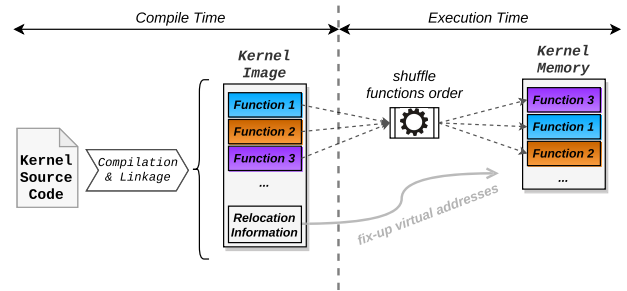 Compile Time
Execution Time
Kernel
Image
Kernel
Memory
shuffle
functions order
Function 1
Function 2
Function 3
...
Relocation
Information
Kernel
Source
Code
Compilation
& Linkage
Function 3
Function 1
Function 2
...
fix-up virtual addresses